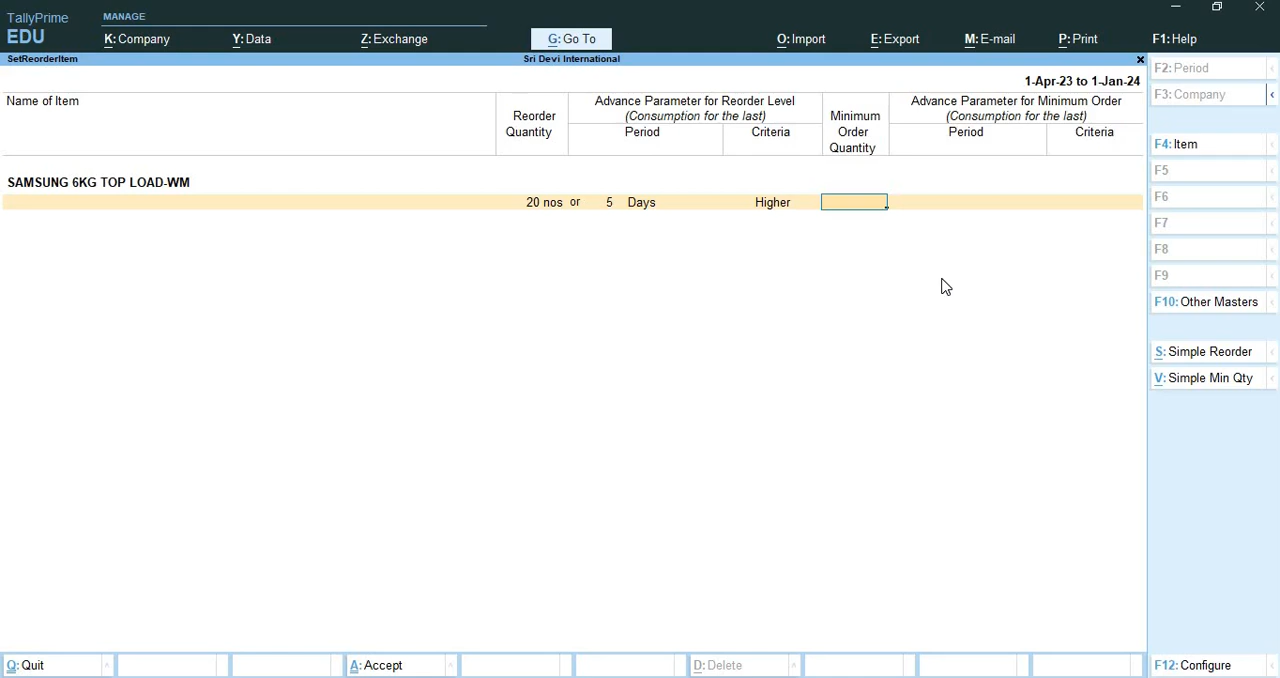 TallyPrime
EDU
MANAGE
K: Company
Y: Data
Z: Exchange
G: Go To
O: Import
E: Export
M: E-mail
P: Print
F1: Help
SetReorderItem
Sri Devi International
1-Apr-23 to 1-Jan-24
Name of Item
Reorder
Quantity
Advance Parameter for Reorder Level
(Consumption for the last)
Period
Criteria
Minimum
Order
Quantity
Advance Parameter for Minimum Order
(Consumption for the last)
Period
Criteria
SAMSUNG 6KG TOP LOAD-WM
20 nos or 5 Days Higher
F2: Period
F3: Company
F4: Item
F5
F6
F7
F8
F9
F10: Other Masters
S: Simple Reorder
V: Simple Min Qty
Q: Quit
A: Accept
D: Delete
F12: Configure